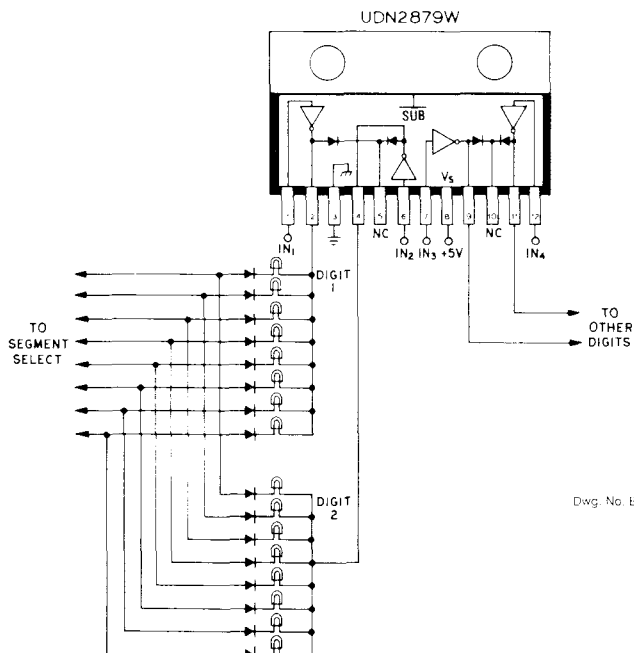 UDN2879W
SUB
Vs
1 2 3 4 5 6 7 8 9 10 11 12
NC
NC
IN1
IN2 IN3 +5V
IN4
DIGIT
1
TO
SEGMENT
SELECT
TO
OTHER
DIGITS
DIGIT
2
Dwg. No. B